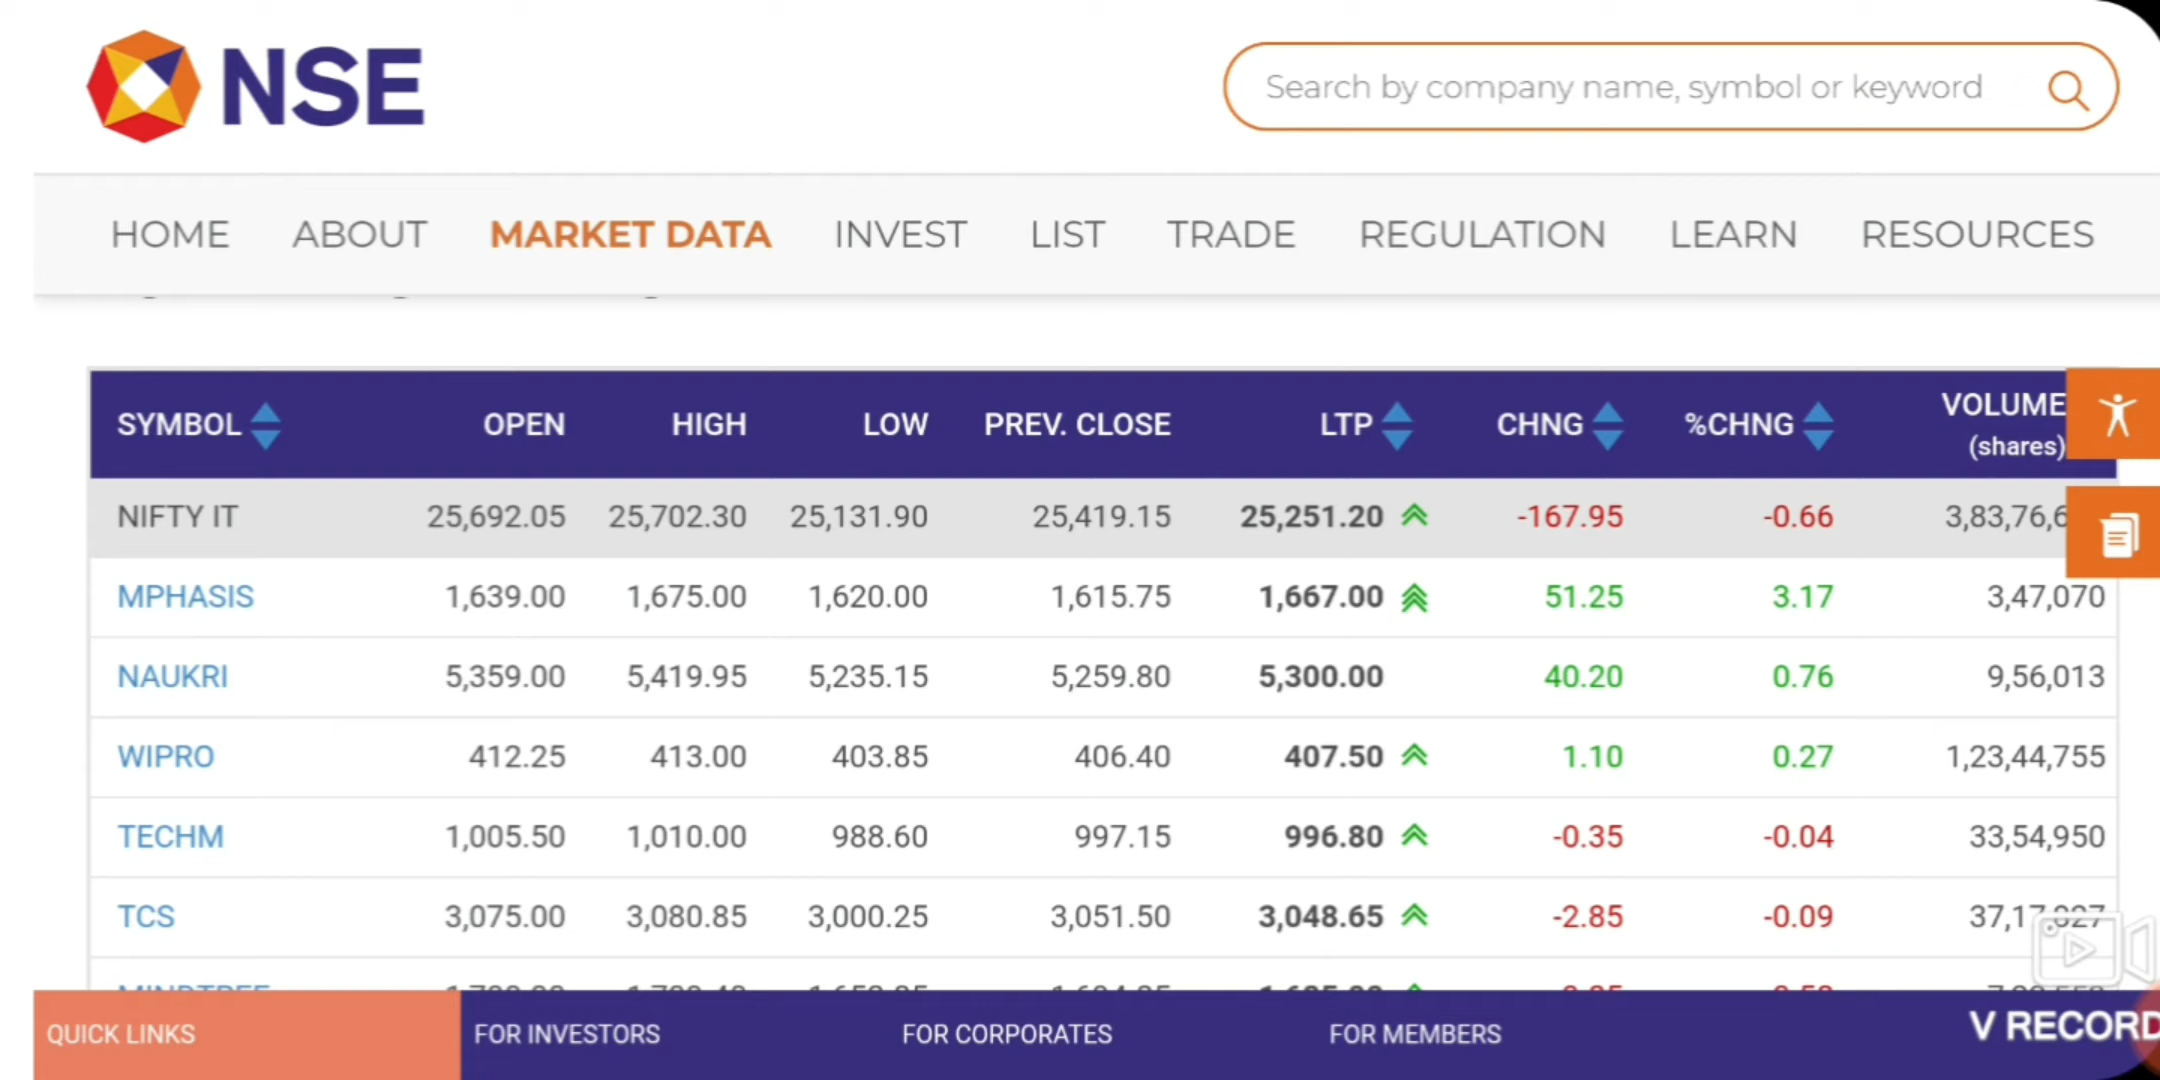 NSE
Search by company name, symbol or keyword
HOME ABOUT MARKET DATA INVEST LIST TRADE REGULATION LEARN RESOURCES
SYMBOL OPEN HIGH LOW PREV. CLOSE LTP CHNG %CHNG VOLUME (shares)
NIFTY IT 25,692.05 25,702.30 25,131.90 25,419.15 25,251.20 -167.95 -0.66
MPHASIS 1,639.00 1,675.00 1,620.00 1,615.75 1,667.00 51.25 3.17 3,47,070
NAUKRI 5,359.00 5,419.95 5,235.15 5,259.80 5,300.00 40.20 0.76 9,56,013
WIPRO 412.25 413.00 403.85 406.40 407.50 1.10 0.27 1,23,44,755
TECHM 1,005.50 1,010.00 988.60 997.15 996.80 -0.35 -0.04 33,54,950
TCS 3,075.00 3,080.85 3,000.25 3,051.50 3,048.65 -2.85 -0.09
QUICK LINKS FOR INVESTORS FOR CORPORATES FOR MEMBERS
V RECORD